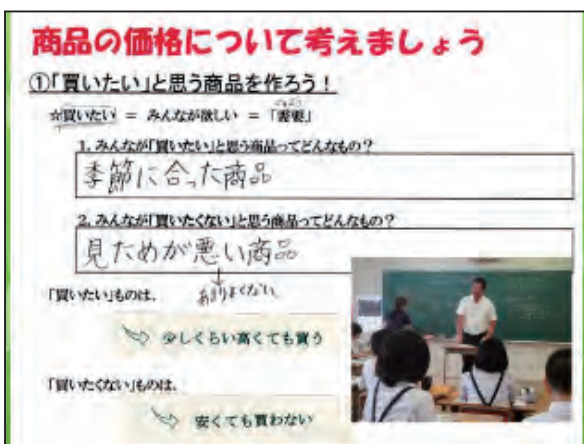 商品の価格について考えましょう
①「買いたい」と思う商品を作ろう！
☆買いたい = みんなが欲しい = 「需要」
1. みんなが「買いたい」と思う商品ってどんなもの？
季節に合った商品
2. みんなが「買いたくない」と思う商品ってどんなもの？
見ためが悪い商品
↓
あまりよくない
「買いたい」ものは、
少しくらい高くても買う
「買いたくない」ものは、
安くても買わない